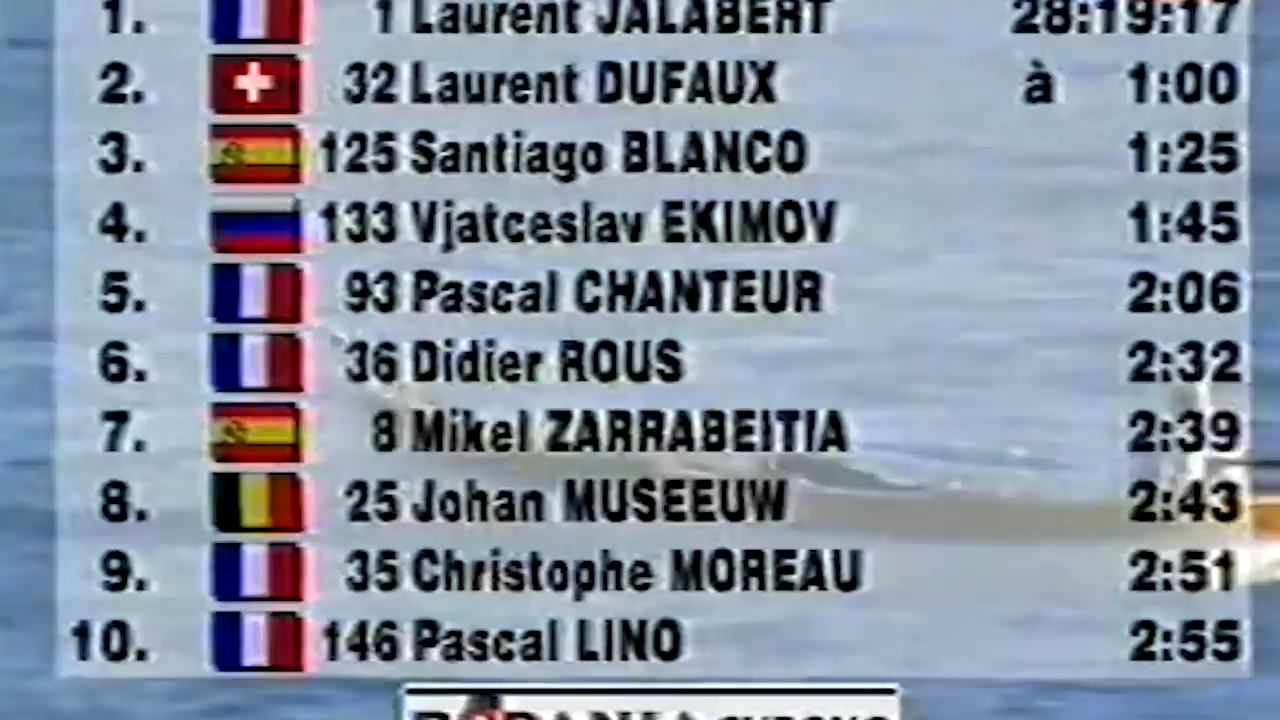 1. 1 Laurent JALABERT 28:19:17
2. 32 Laurent DUFAUX à 1:00
3. 125 Santiago BLANCO 1:25
4. 133 Vjatceslav EKIMOV 1:45
5. 93 Pascal CHANTEUR 2:06
6. 36 Didier ROUS 2:32
7. 8 Mikel ZARRABEITIA 2:39
8. 25 Johan MUSEEUW 2:43
9. 35 Christophe MOREAU 2:51
10. 146 Pascal LINO 2:55